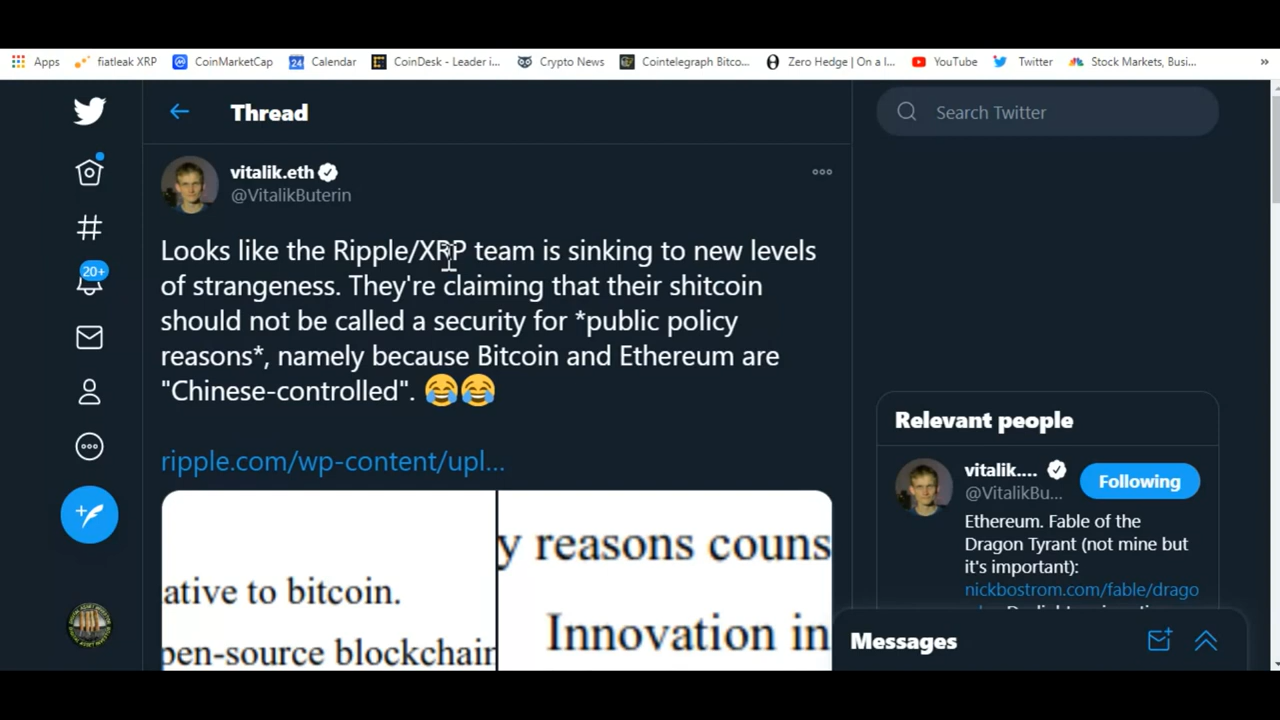 Apps fiatleak XRP CoinMarketCap 24 Calendar CoinDesk - Leader i... Crypto News Cointelegraph Bitco... Zero Hedge | On a l... YouTube Twitter Stock Markets, Busi... »
Thread
Search Twitter
vitalik.eth
@VitalikButerin
Looks like the Ripple/XRP team is sinking to new levels
of strangeness. They're claiming that their shitcoin
should not be called a security for *public policy
reasons*, namely because Bitcoin and Ethereum are
"Chinese-controlled". 😂😂
ripple.com/wp-content/upl...
20+
ative to bitcoin.
pen-source blockchain
y reasons couns
Innovation in
Relevant people
vitalik....
@VitalikBu...
Following
Ethereum. Fable of the
Dragon Tyrant (not mine but
it's important):
nickbostrom.com/fable/drago
Messages